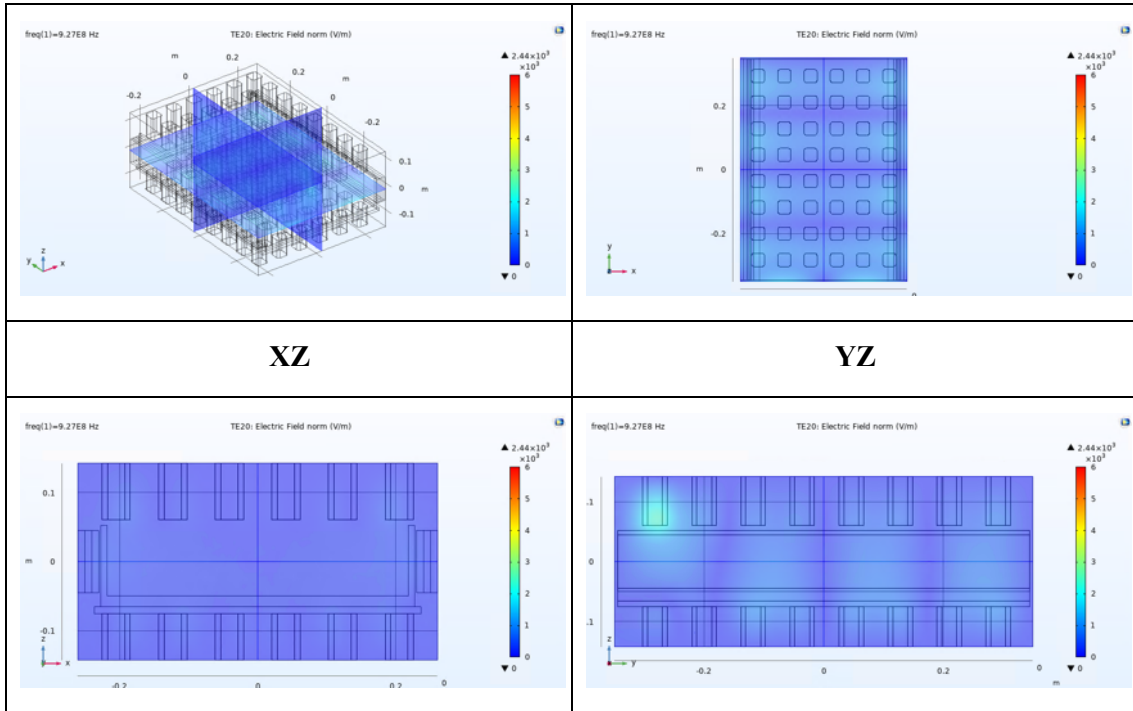 freq(1)=9.27E8 Hz TE20: Electric Field norm (V/m)
▲ 2.44×10³
×10³
m 0.2 0.2 m
0 0
-0.2 -0.2
0.1
0 m
-0.1
6
5
4
3
2
1
0
▼ 0
z
y x
freq(1)=9.27E8 Hz TE20: Electric Field norm (V/m)
▲ 2.44×10³
×10³
0.2
m 0
-0.2
6
5
4
3
2
1
0
▼ 0
y
z x
0
XZ YZ
freq(1)=9.27E8 Hz TE20: Electric Field norm (V/m)
▲ 2.44×10³
×10³
0.1
m 0
-0.1
6
5
4
3
2
1
0
▼ 0
z
x
-0.2 0 0.2 0
freq(1)=9.27E8 Hz TE20: Electric Field norm (V/m)
▲ 2.44×10³
×10³
.1
m 0
.1
6
5
4
3
2
1
0
▼ 0
z
y
-0.2 0 0.2 0
m